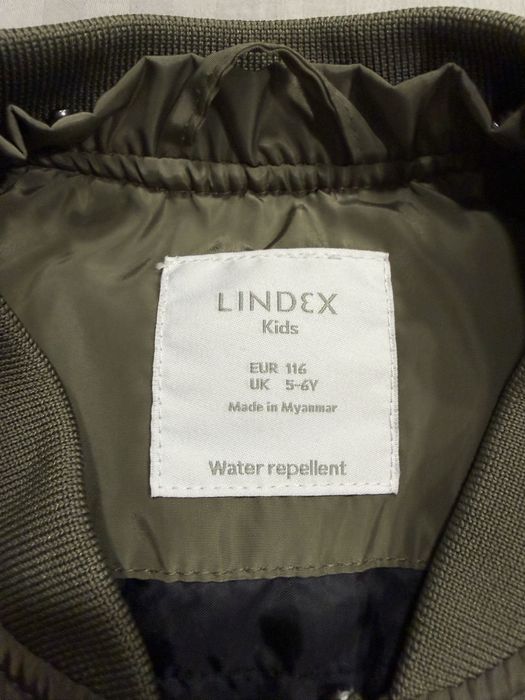 LINDEX
Kids
EUR 116
UK 5-6Y
Made in Myanmar
Water repellent